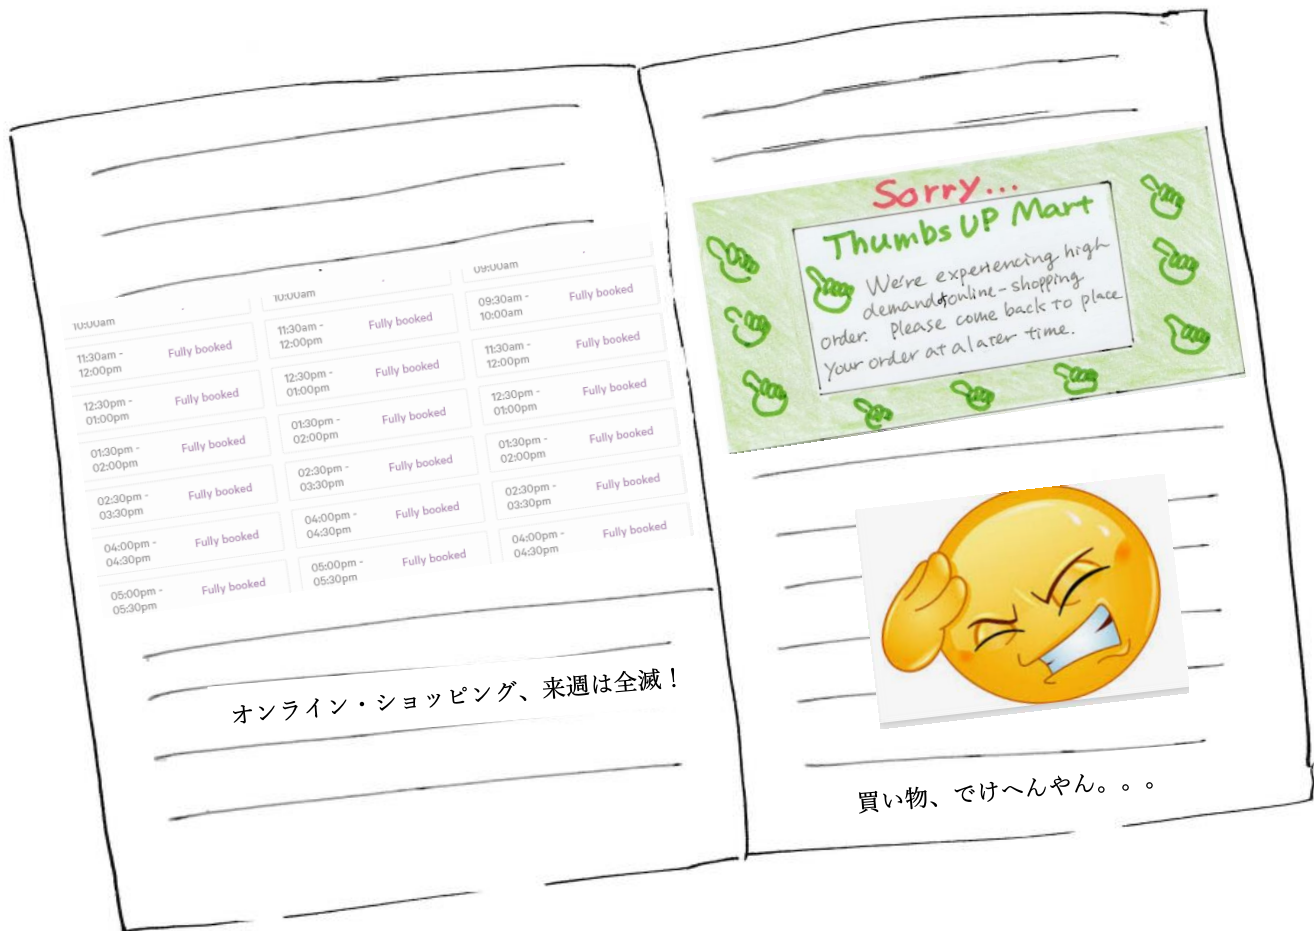 10:00am
11:30am -
12:00pm
Fully booked
12:30pm -
01:00pm
Fully booked
01:30pm -
02:00pm
Fully booked
02:30pm -
03:30pm
Fully booked
04:00pm -
04:30pm
Fully booked
05:00pm -
05:30pm
Fully booked
10:00am
11:30am -
12:00pm
Fully booked
12:30pm -
01:00pm
Fully booked
01:30pm -
02:00pm
Fully booked
02:30pm -
03:30pm
Fully booked
04:00pm -
04:30pm
Fully booked
05:00pm -
05:30pm
Fully booked
09:00am
09:30am -
10:00am
Fully booked
11:30am -
12:00pm
Fully booked
12:30pm -
01:00pm
Fully booked
01:30pm -
02:00pm
Fully booked
02:30pm -
03:30pm
Fully booked
04:00pm -
04:30pm
Fully booked
オンライン・ショッピング、来週は全滅！
Sorry...
Thumbs UP Mart
We're experiencing high
demand of online-shopping
order. Please come back to place
your order at a later time.
買い物、でけへんやん。。。